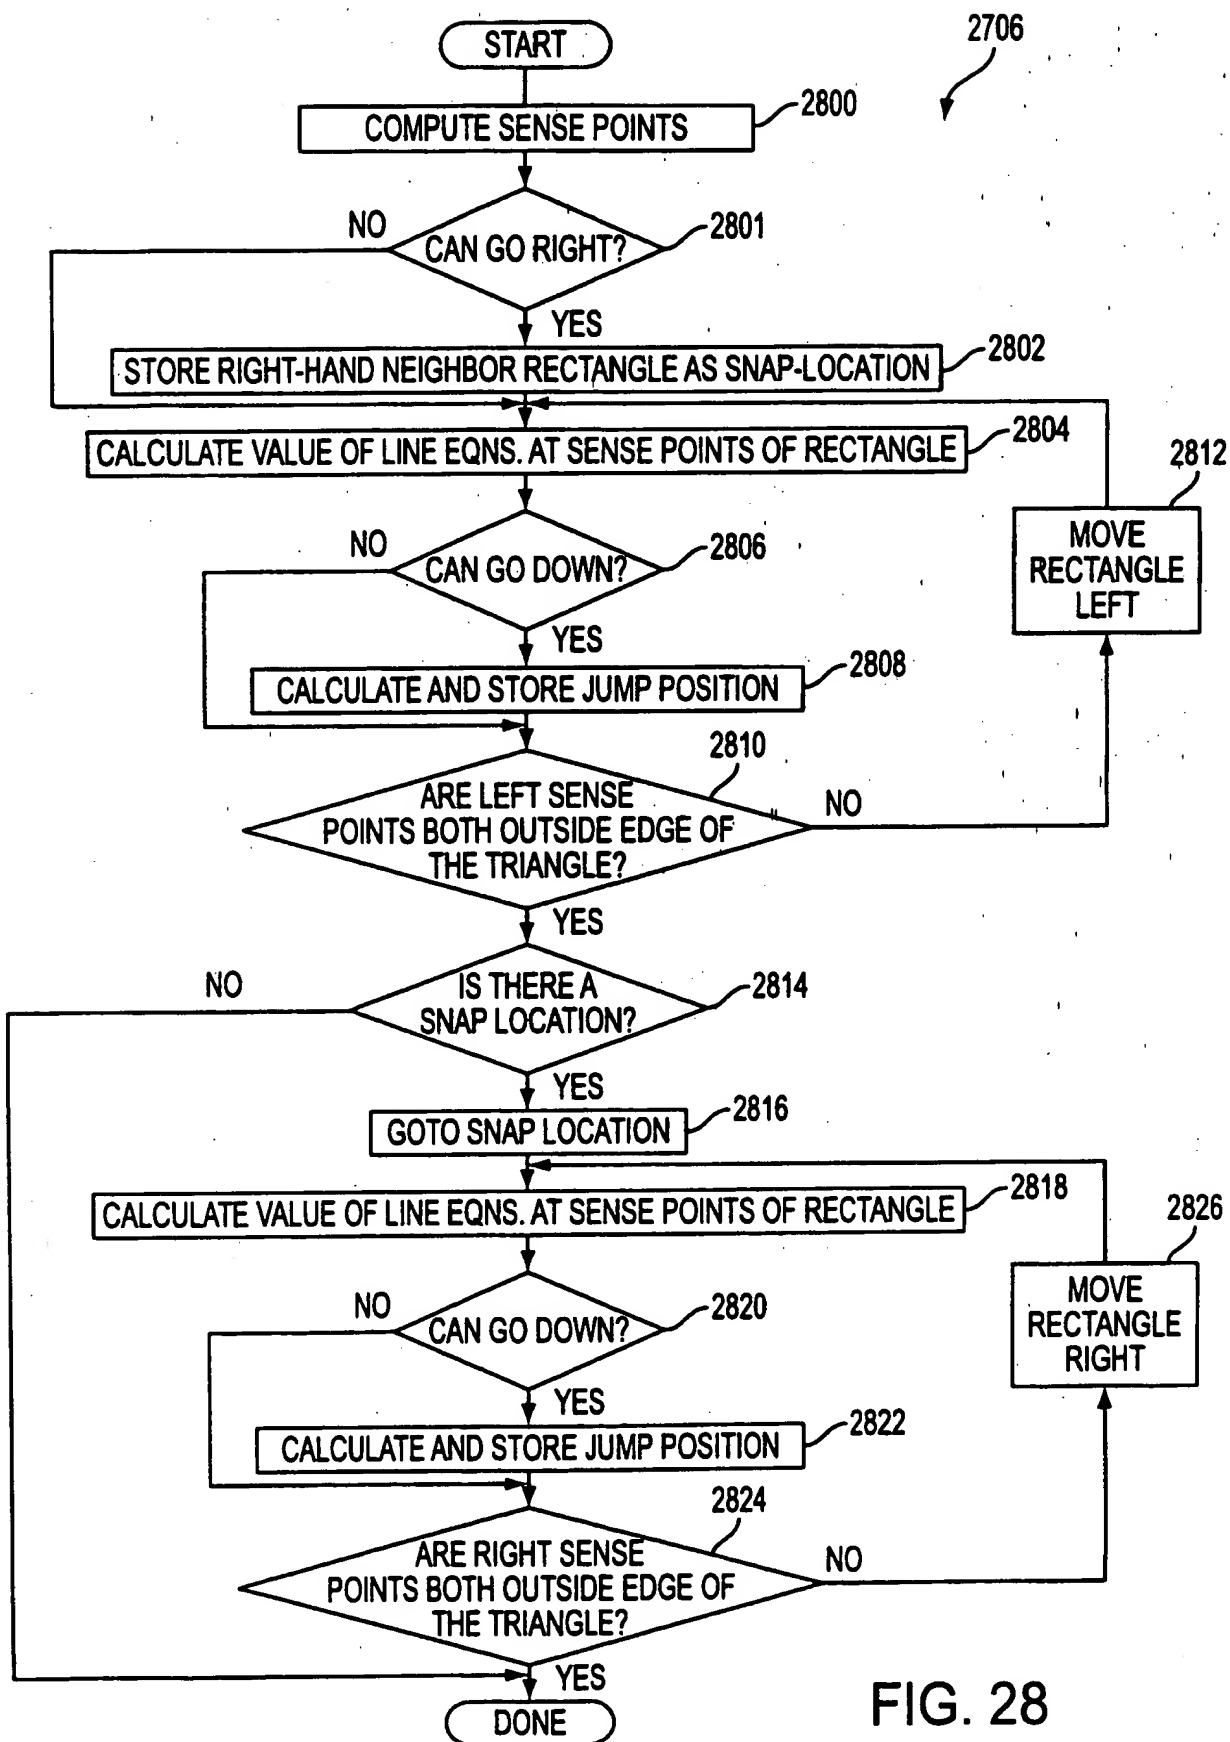 START
2706
COMPUTE SENSE POINTS
2800
NO
CAN GO RIGHT?
2801
YES
STORE RIGHT-HAND NEIGHBOR RECTANGLE AS SNAP-LOCATION
2802
CALCULATE VALUE OF LINE EQNS. AT SENSE POINTS OF RECTANGLE
2804
2812
MOVE
RECTANGLE
LEFT
NO
CAN GO DOWN?
2806
YES
CALCULATE AND STORE JUMP POSITION
2808
2810
ARE LEFT SENSE
POINTS BOTH OUTSIDE EDGE OF
THE TRIANGLE?
NO
YES
NO
IS THERE A
SNAP LOCATION?
2814
YES
GOTO SNAP LOCATION
2816
CALCULATE VALUE OF LINE EQNS. AT SENSE POINTS OF RECTANGLE
2818
2826
MOVE
RECTANGLE
RIGHT
NO
CAN GO DOWN?
2820
YES
CALCULATE AND STORE JUMP POSITION
2822
2824
ARE RIGHT SENSE
POINTS BOTH OUTSIDE EDGE OF
THE TRIANGLE?
NO
YES
DONE
FIG. 28